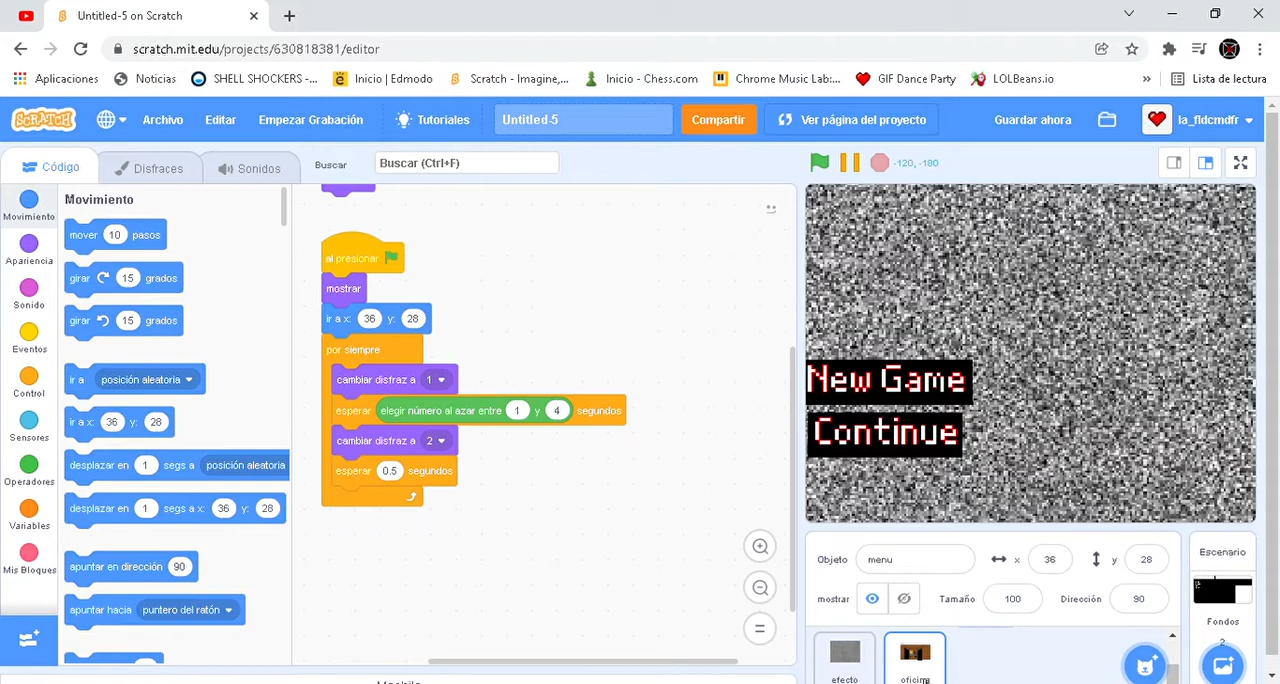 Untitled-5 on Scratch
scratch.mit.edu/projects/630818381/editor
Aplicaciones Noticias SHELL SHOCKERS -... Inicio | Edmodo Scratch - Imagine,... Inicio - Chess.com Chrome Music Lab:... GIF Dance Party LOLBeans.io » Lista de lectura
SCRATCH Archivo Editar Empezar Grabación Tutoriales Untitled-5 Compartir Ver página del proyecto Guardar ahora la_fldcmdfr
Código Disfraces Sonidos Buscar Buscar (Ctrl+F) -120, -180
Movimiento
Apariencia
Sonido
Eventos
Control
Sensores
Operadores
Variables
Mis Bloques
Movimiento
mover 10 pasos
girar 15 grados
girar 15 grados
ir a posición aleatoria
ir a x: 36 y: 28
desplazar en 1 segs a posición aleatoria
desplazar en 1 segs a x: 36 y: 28
apuntar en dirección 90
apuntar hacia puntero del ratón
al presionar
mostrar
ir a x: 36 y: 28
por siempre
cambiar disfraz a 1
esperar elegir número al azar entre 1 y 4 segundos
cambiar disfraz a 2
esperar 0.5 segundos
New Game
Continue
Objeto menu x 36 y 28
mostrar Tamaño 100 Dirección 90
efecto oficina
Escenario
Fondos
2